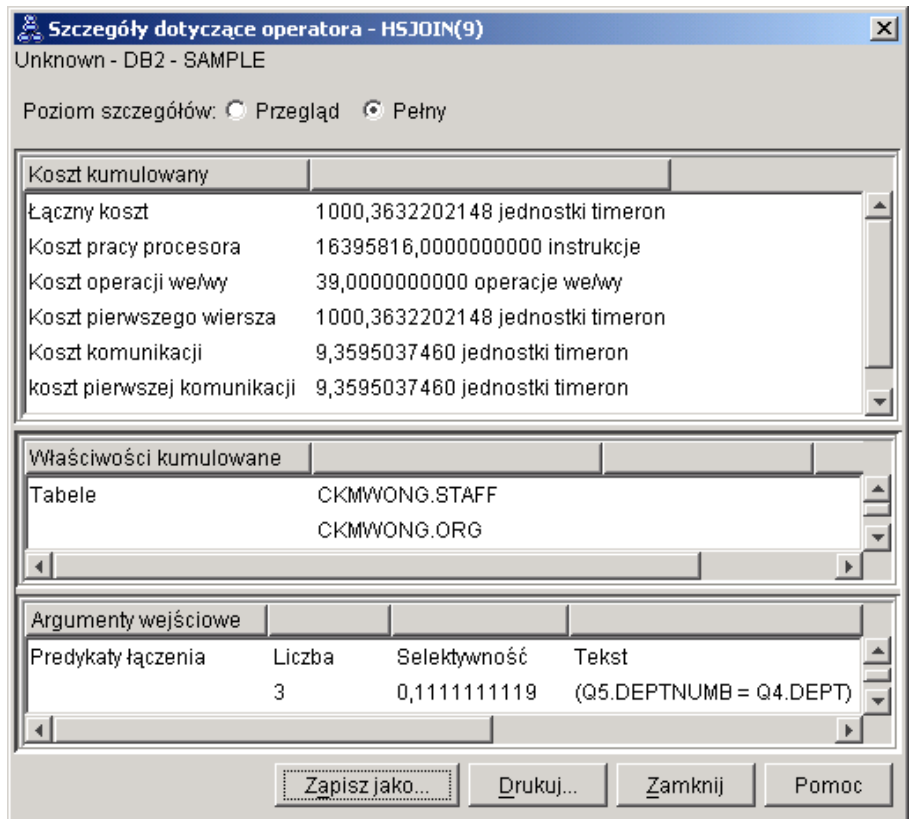 Szczegóły dotyczące operatora - HSJOIN(9)
Unknown - DB2 - SAMPLE
Poziom szczegółów: Przegląd Pełny
Koszt kumulowany
Łączny koszt 1000,3632202148 jednostki timeron
Koszt pracy procesora 16395816,0000000000 instrukcje
Koszt operacji we/wy 39,0000000000 operacje we/wy
Koszt pierwszego wiersza 1000,3632202148 jednostki timeron
Koszt komunikacji 9,3595037460 jednostki timeron
koszt pierwszej komunikacji 9,3595037460 jednostki timeron
Właściwości kumulowane
Tabele CKMWONG.STAFF
CKMWONG.ORG
Argumenty wejściowe
Predykaty łączenia Liczba Selektywność Tekst
3 0,1111111119 (Q5.DEPTNUMB = Q4.DEPT)
Zapisz jako... Drukuj... Zamknij Pomoc